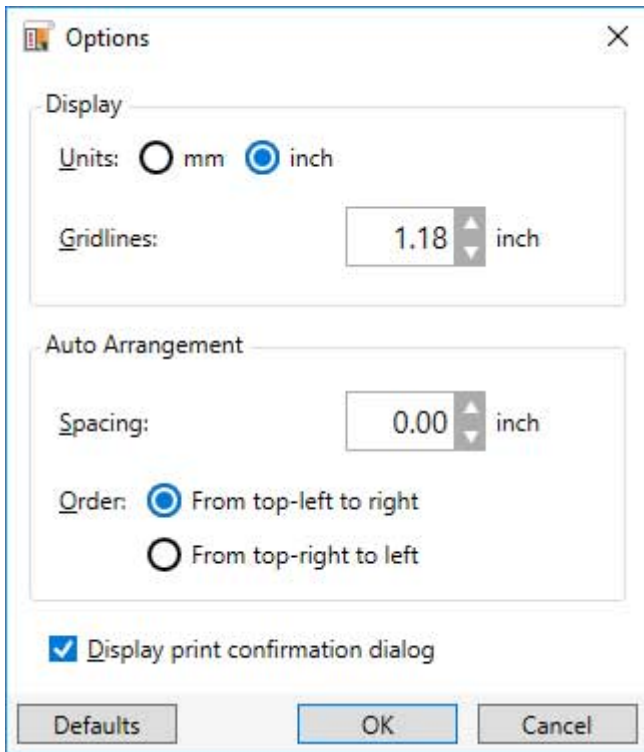 Options
Display
Units: mm inch
Gridlines: 1.18 inch
Auto Arrangement
Spacing: 0.00 inch
Order: From top-left to right
From top-right to left
Display print confirmation dialog
Defaults OK Cancel